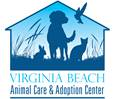 VIRGINIA BEACH
Animal Care & Adoption Center